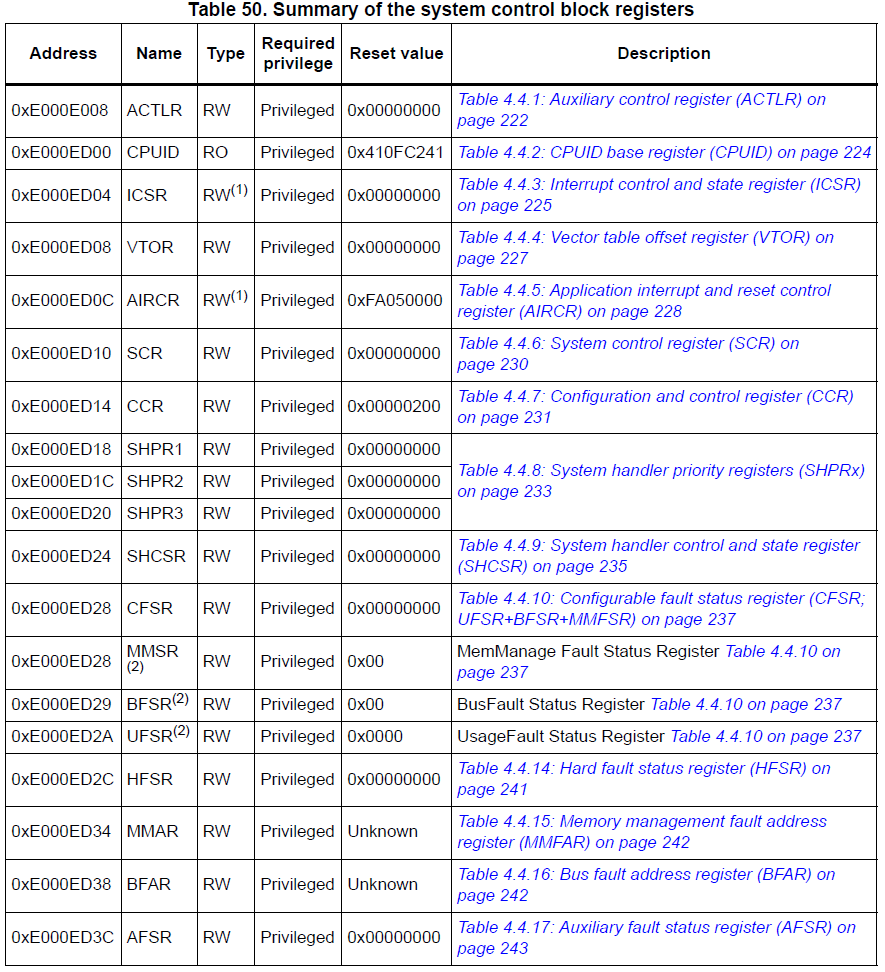 Table 50. Summary of the system control block registers
Address Name Type Required privilege Reset value Description
0xE000E008 ACTLR RW Privileged 0x00000000 Table 4.4.1: Auxiliary control register (ACTLR) on
page 222
0xE000ED00 CPUID RO Privileged 0x410FC241 Table 4.4.2: CPUID base register (CPUID) on page 224
0xE000ED04 ICSR RW(1) Privileged 0x00000000 Table 4.4.3: Interrupt control and state register (ICSR)
on page 225
0xE000ED08 VTOR RW Privileged 0x00000000 Table 4.4.4: Vector table offset register (VTOR) on
page 227
0xE000ED0C AIRCR RW(1) Privileged 0xFA050000 Table 4.4.5: Application interrupt and reset control
register (AIRCR) on page 228
0xE000ED10 SCR RW Privileged 0x00000000 Table 4.4.6: System control register (SCR) on
page 230
0xE000ED14 CCR RW Privileged 0x00000200 Table 4.4.7: Configuration and control register (CCR)
on page 231
0xE000ED18 SHPR1 RW Privileged 0x00000000
0xE000ED1C SHPR2 RW Privileged 0x00000000 Table 4.4.8: System handler priority registers (SHPRx)
on page 233
0xE000ED20 SHPR3 RW Privileged 0x00000000
0xE000ED24 SHCSR RW Privileged 0x00000000 Table 4.4.9: System handler control and state register
(SHCSR) on page 235
0xE000ED28 CFSR RW Privileged 0x00000000 Table 4.4.10: Configurable fault status register (CFSR;
UFSR+BFSR+MMFSR) on page 237
0xE000ED28 MMSR (2) RW Privileged 0x00 MemManage Fault Status Register Table 4.4.10 on
page 237
0xE000ED29 BFSR(2) RW Privileged 0x00 BusFault Status Register Table 4.4.10 on page 237
0xE000ED2A UFSR(2) RW Privileged 0x0000 UsageFault Status Register Table 4.4.10 on page 237
0xE000ED2C HFSR RW Privileged 0x00000000 Table 4.4.14: Hard fault status register (HFSR) on
page 241
0xE000ED34 MMAR RW Privileged Unknown Table 4.4.15: Memory management fault address
register (MMFAR) on page 242
0xE000ED38 BFAR RW Privileged Unknown Table 4.4.16: Bus fault address register (BFAR) on
page 242
0xE000ED3C AFSR RW Privileged 0x00000000 Table 4.4.17: Auxiliary fault status register (AFSR) on
page 243